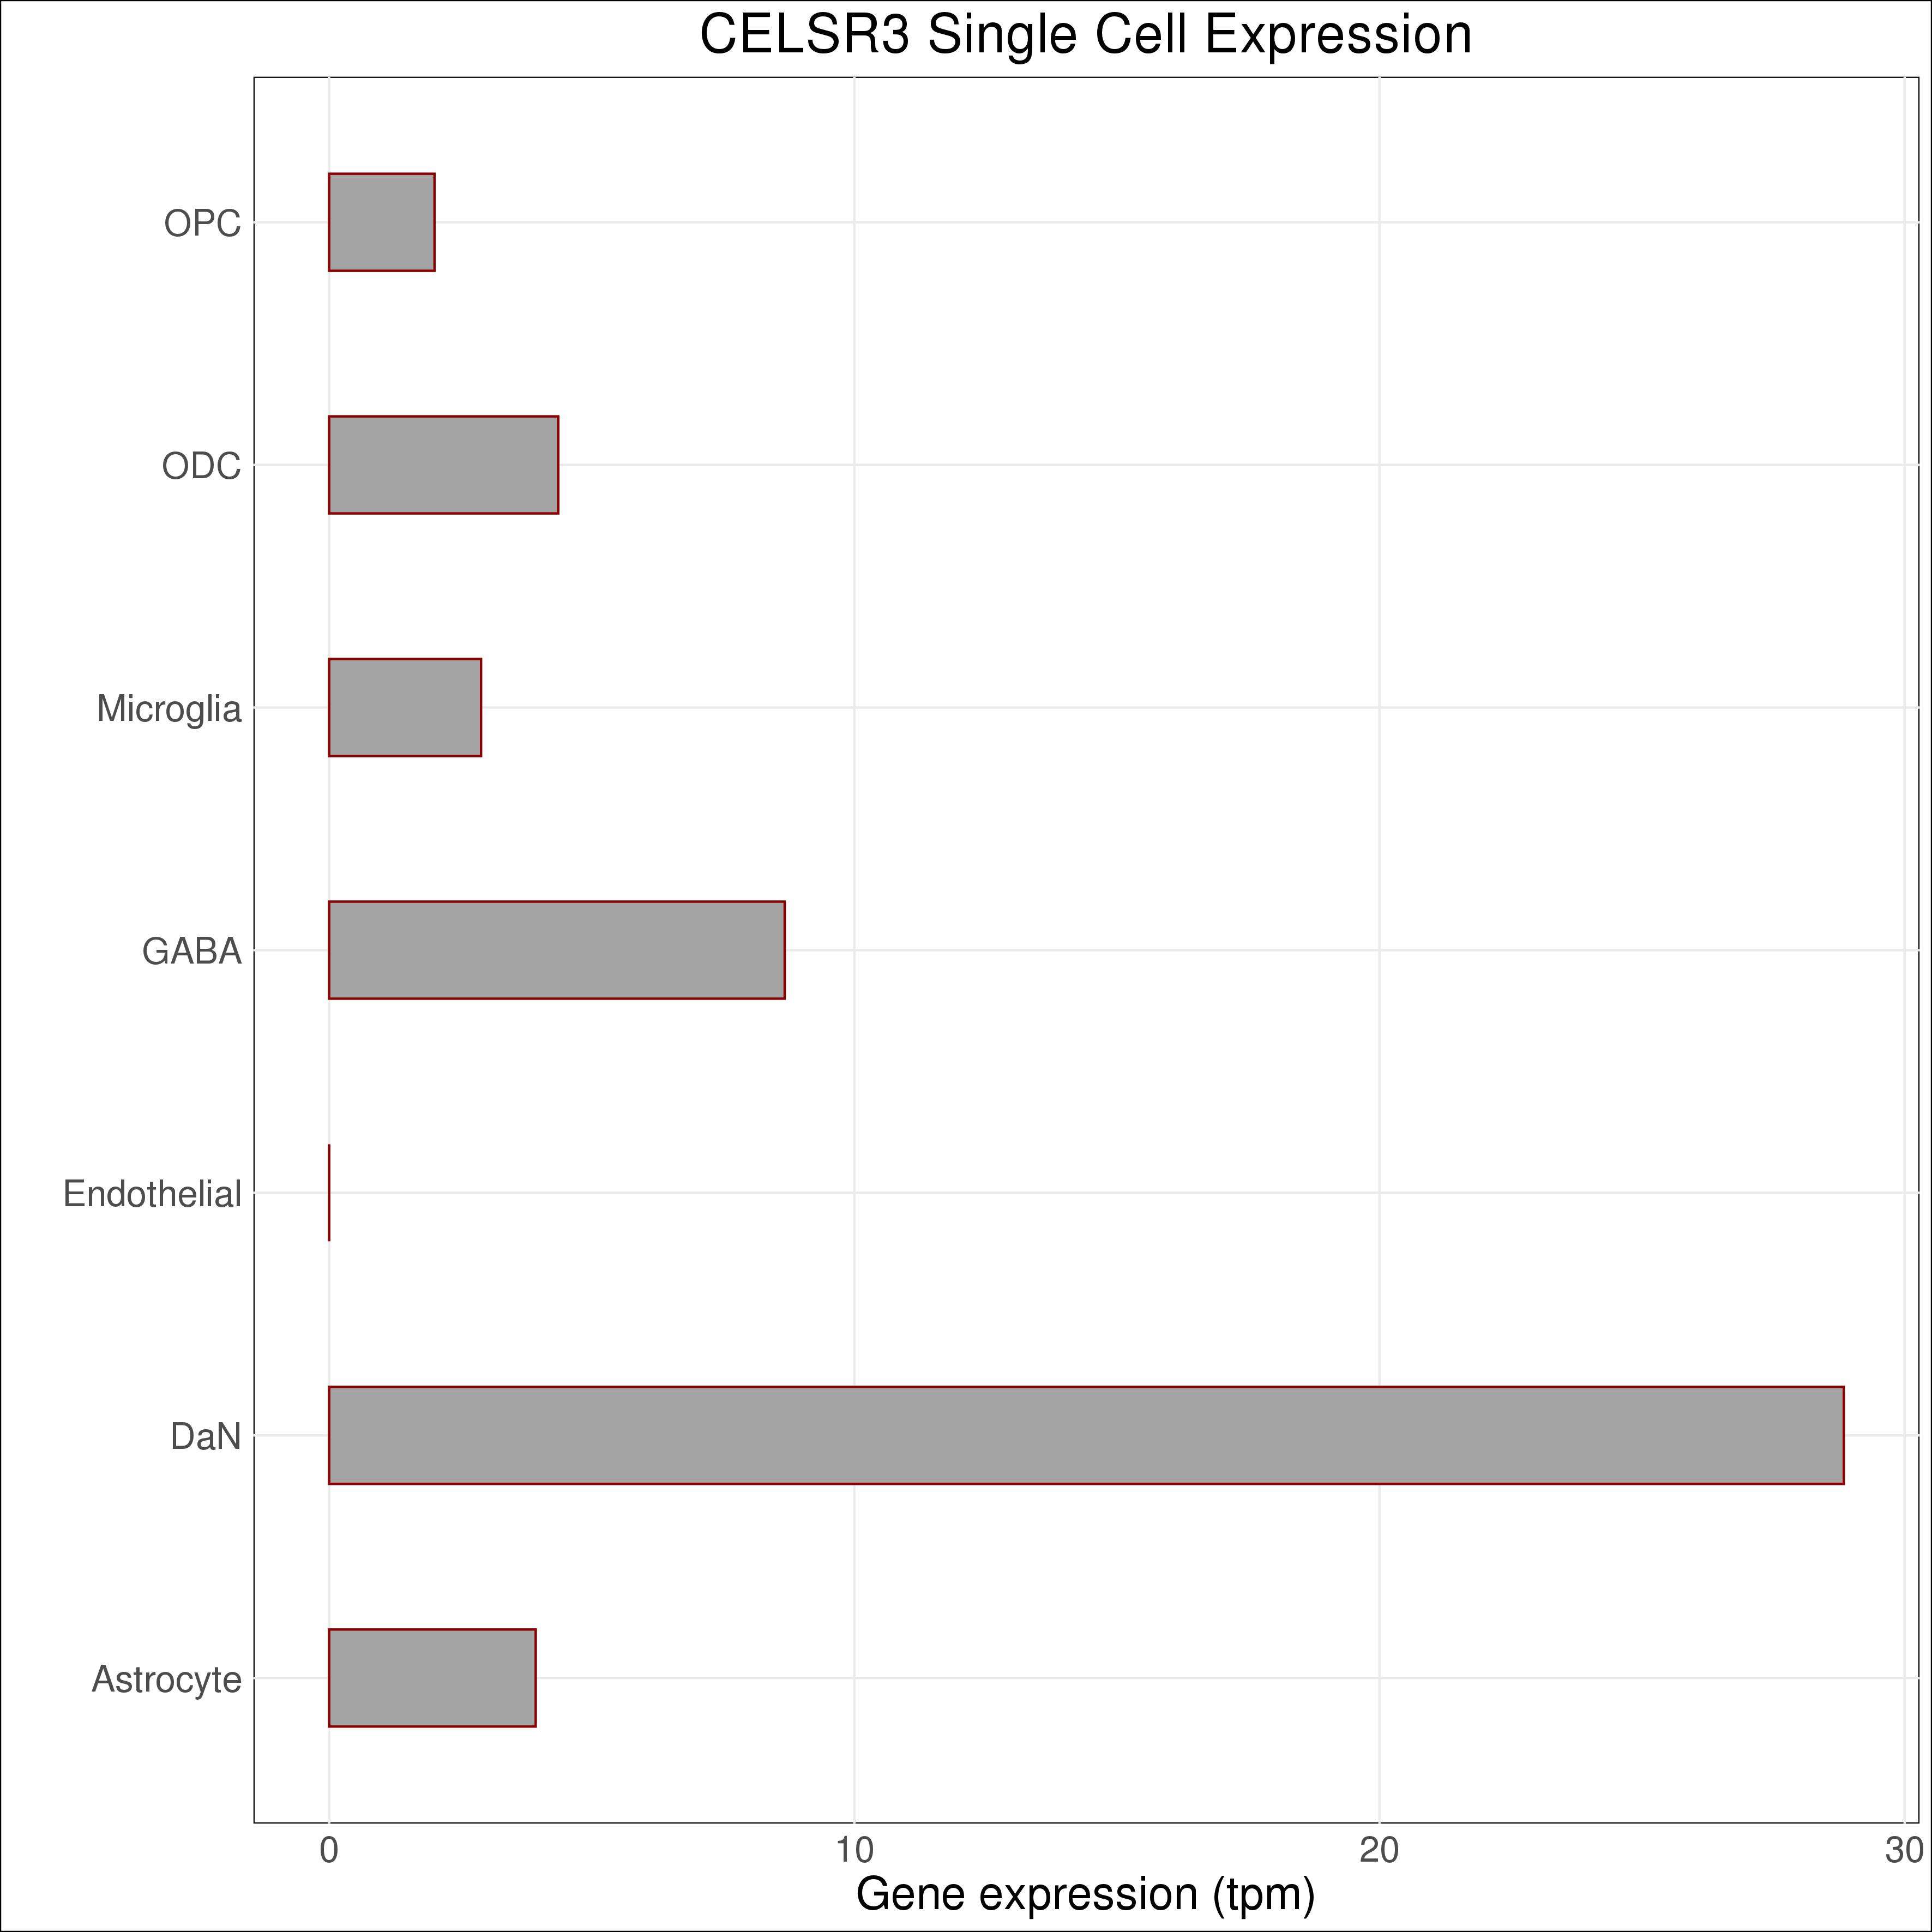 CELSR3 Single Cell Expression
OPC
ODC
Microglia
GABA
Endothelial
DaN
Astrocyte
0 10 20 30
Gene expression (tpm)